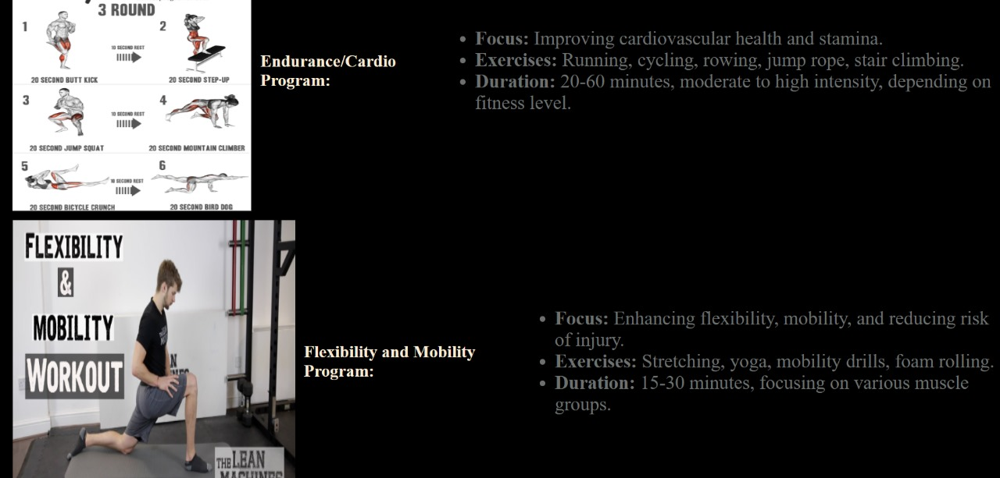 3 ROUND
1
2
10 SECOND REST
20 SECOND BUTT KICK
20 SECOND STEP-UP
3
4
10 SECOND REST
20 SECOND JUMP SQUAT
20 SECOND MOUNTAIN CLIMBER
5
6
10 SECOND REST
20 SECOND BICYCLE CRUNCH
20 SECOND BIRD DOG
Endurance/Cardio
Program:
• Focus: Improving cardiovascular health and stamina.
• Exercises: Running, cycling, rowing, jump rope, stair climbing.
• Duration: 20-60 minutes, moderate to high intensity, depending on
fitness level.
FLEXIBILITY
&
MOBILITY
WORKOUT
THE LEAN
MACHINES
Flexibility and Mobility
Program:
• Focus: Enhancing flexibility, mobility, and reducing risk
of injury.
• Exercises: Stretching, yoga, mobility drills, foam rolling.
• Duration: 15-30 minutes, focusing on various muscle
groups.